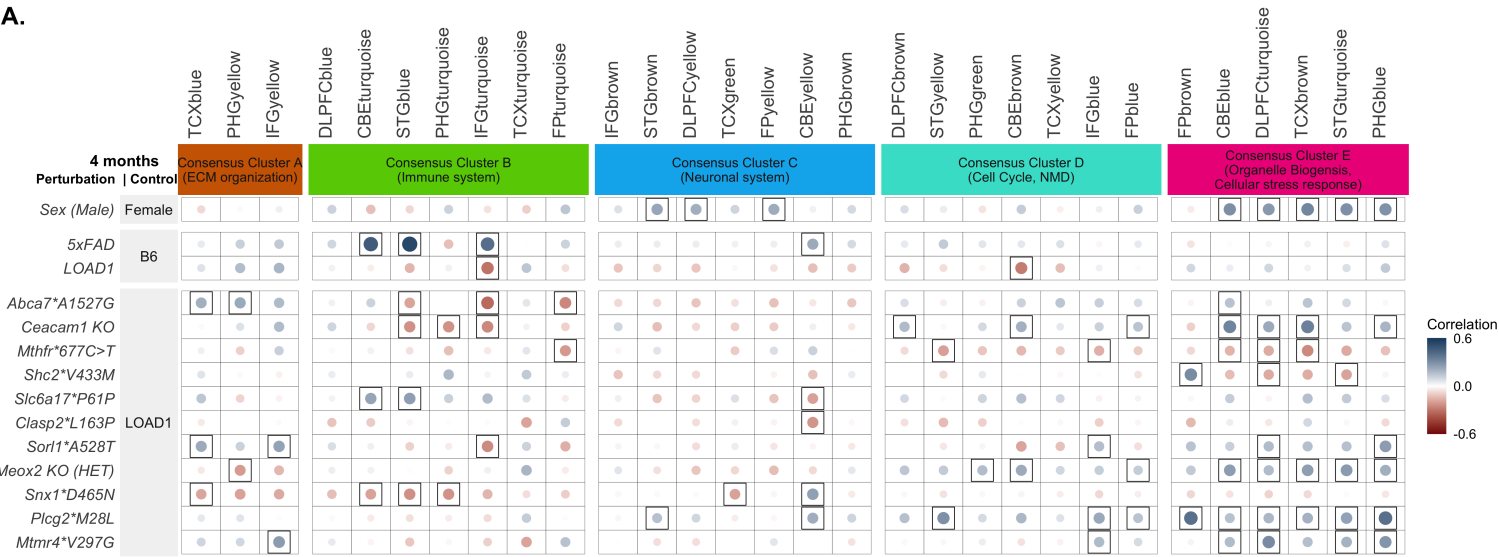 A.
TCXblue
PHGyellow
IFGyellow
DLPFCblue
CBEturquoise
STGblue
PHGturquoise
IFGturquoise
TCXturquoise
FPturquoise
IFGbrown
STGbrown
DLPFCyellow
TCXgreen
FPyellow
CBEyellow
PHGbrown
DLPFCbrown
STGyellow
PHGgreen
CBEbrown
TCXyellow
IFGblue
FPblue
FPbrown
CBEblue
DLPFCturquoise
TCXbrown
STGturquoise
PHGblue
4 months
Perturbation | Control
Consensus Cluster A
(ECM organization)
Consensus Cluster B
(Immune system)
Consensus Cluster C
(Neuronal system)
Consensus Cluster D
(Cell Cycle, NMD)
Consensus Cluster E
(Organelle Biogensis,
Cellular stress response)
Sex (Male)
Female
5xFAD
LOAD1
B6
Abca7*A1527G
Ceacam1 KO
Mthfr*677C>T
Shc2*V433M
Slc6a17*P61P
Clasp2*L163P
Sorl1*A528T
Meox2 KO (HET)
Snx1*D465N
Plcg2*M28L
Mtmr4*V297G
LOAD1
Correlation
0.6
0.0
-0.6